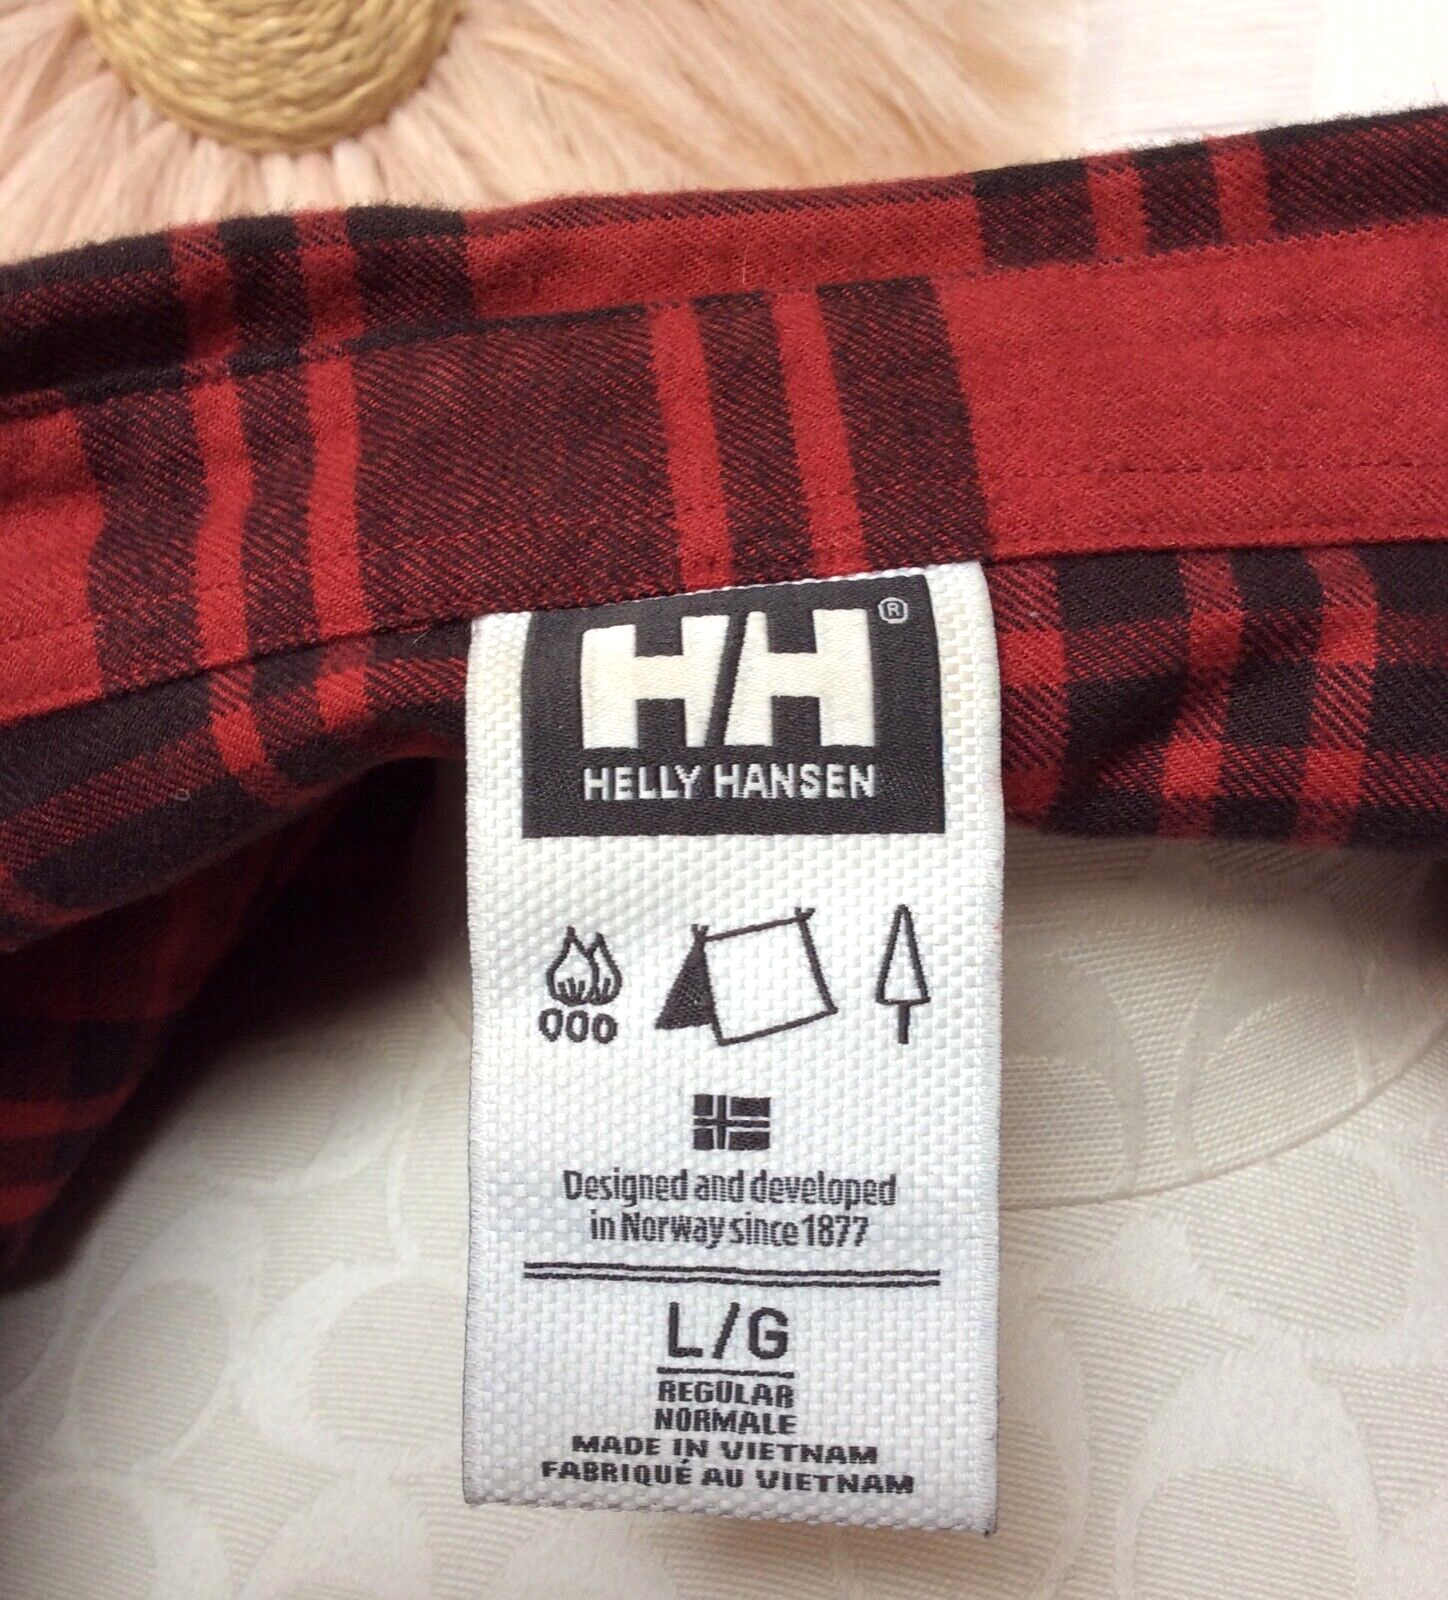 HH ®
HELLY HANSEN
Designed and developed
in Norway since 1877
L/G
REGULAR
NORMALE
MADE IN VIETNAM
FABRIQUÉ AU VIETNAM